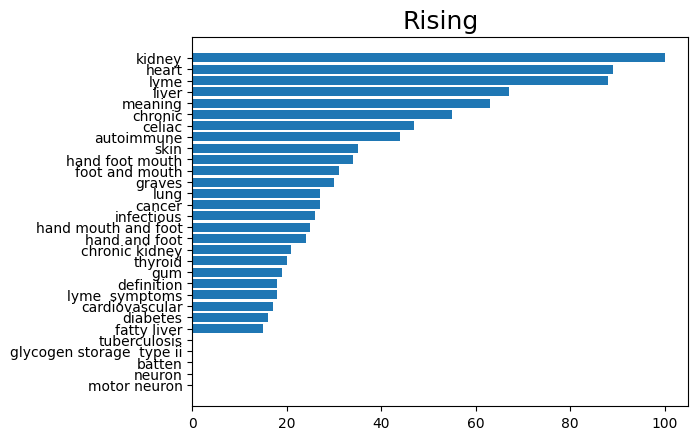 Rising
kidney
heart
lyme
liver
meaning
chronic
celiac
autoimmune
skin
hand foot mouth
foot and mouth
graves
lung
cancer
infectious
hand mouth and foot
hand and foot
chronic kidney
thyroid
gum
definition
lyme  symptoms
cardiovascular
diabetes
fatty liver
tuberculosis
glycogen storage  type ii
batten
neuron
motor neuron
0 20 40 60 80 100